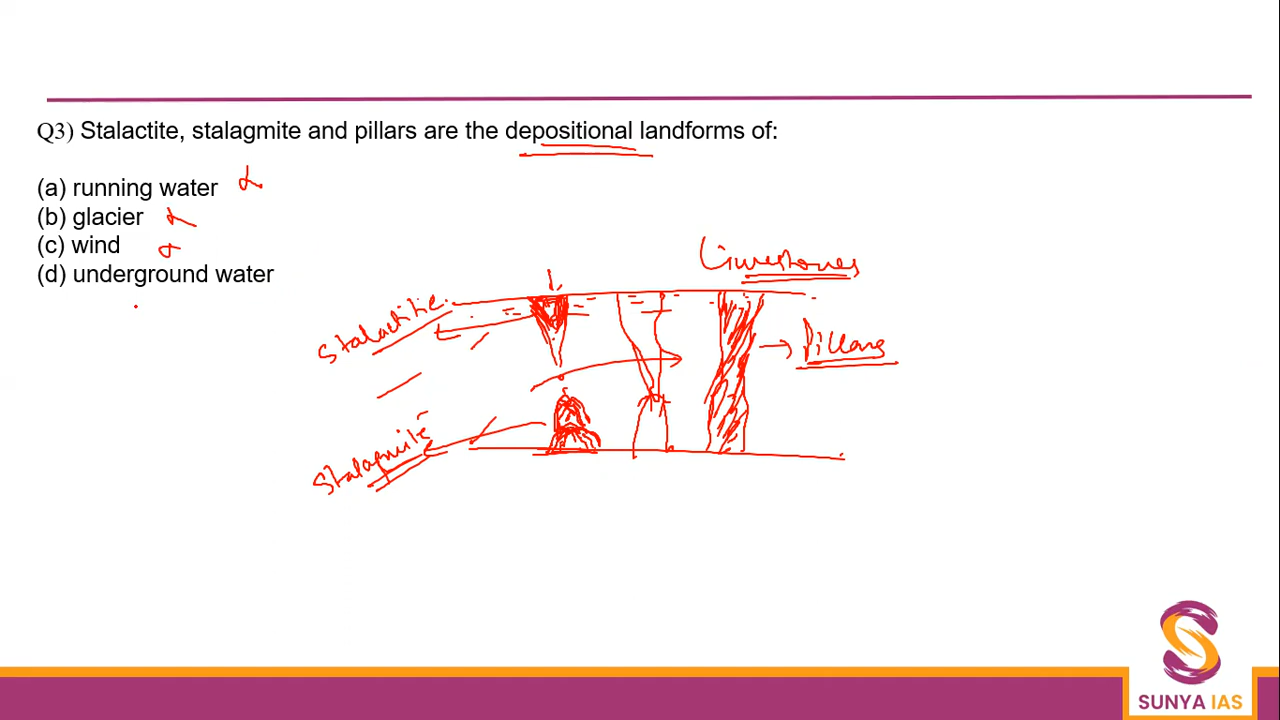 Q3) Stalactite, stalagmite and pillars are the depositional landforms of:
(a) running water
(b) glacier
(c) wind
(d) underground water
Limestones
Stalactitie
Pillars
Stalagmite
SUNYA IAS